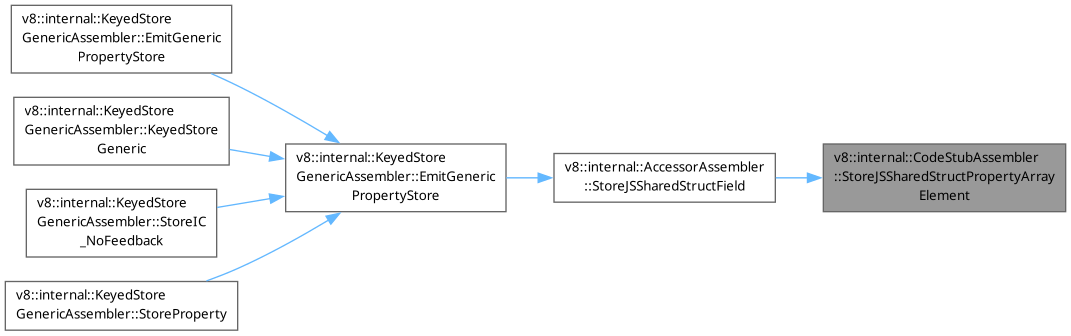 v8::internal::KeyedStore
GenericAssembler::EmitGeneric
PropertyStore
v8::internal::KeyedStore
GenericAssembler::KeyedStore
Generic
v8::internal::KeyedStore
GenericAssembler::StoreIC
_NoFeedback
v8::internal::KeyedStore
GenericAssembler::StoreProperty
v8::internal::KeyedStore
GenericAssembler::EmitGeneric
PropertyStore
v8::internal::AccessorAssembler
::StoreJSSharedStructField
v8::internal::CodeStubAssembler
::StoreJSSharedStructPropertyArray
Element